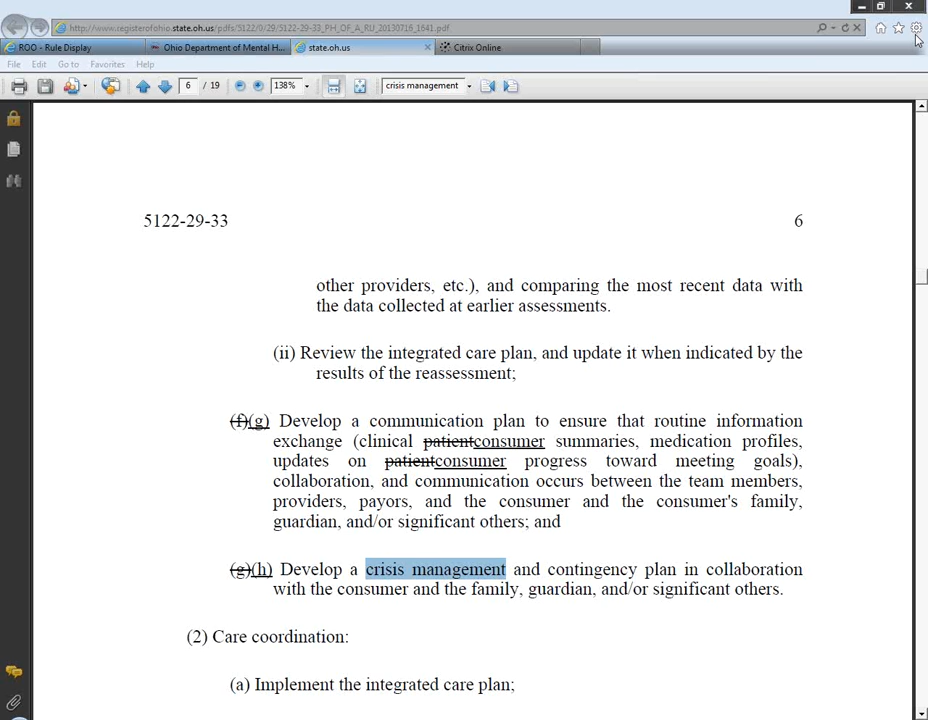 http://www.registerofohio.state.oh.us/pdfs/5122/0/29/5122-29-33_PH_OF_A_RU_20130716_1641.pdf
ROO - Rule Display
Ohio Department of Mental H...
state.oh.us
Citrix Online
File Edit Go to Favorites Help
6 / 19 138% crisis management
5122-29-33 6
other providers, etc.), and comparing the most recent data with
the data collected at earlier assessments.
(ii) Review the integrated care plan, and update it when indicated by the
results of the reassessment;
(f)(g) Develop a communication plan to ensure that routine information
exchange (clinical patientconsumer summaries, medication profiles,
updates on patientconsumer progress toward meeting goals),
collaboration, and communication occurs between the team members,
providers, payors, and the consumer and the consumer's family,
guardian, and/or significant others; and
(g)(h) Develop a crisis management and contingency plan in collaboration
with the consumer and the family, guardian, and/or significant others.
(2) Care coordination:
(a) Implement the integrated care plan;